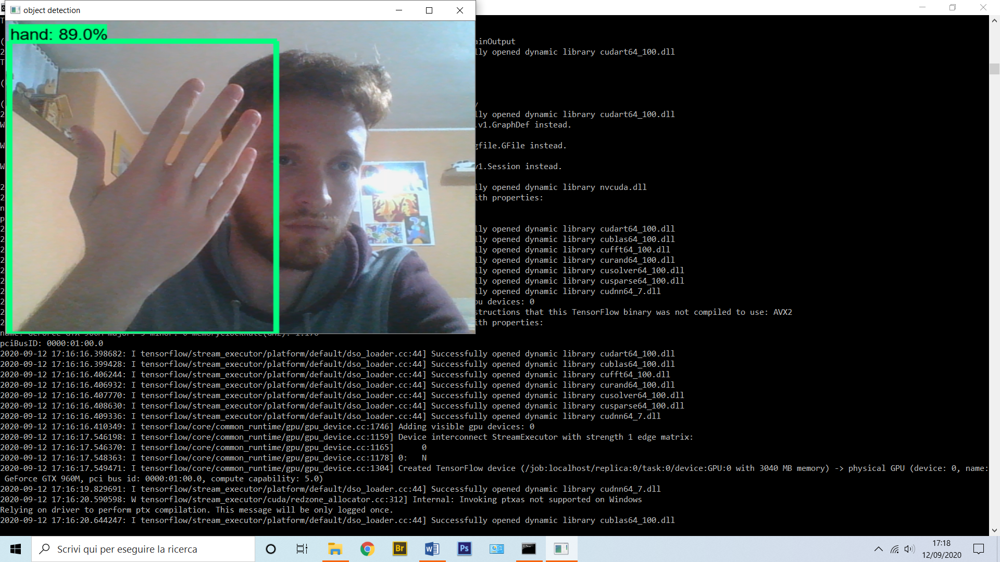 object detection
hand: 89.0%
ainOutput
lly opened dynamic library cudart64_100.dll
lly opened dynamic library cudart64_100.dll
.v1.GraphDef instead.
gfile.GFile instead.
v1.Session instead.
lly opened dynamic library nvcuda.dll
ith properties:
lly opened dynamic library cudart64_100.dll
lly opened dynamic library cublas64_100.dll
lly opened dynamic library cufft64_100.dll
lly opened dynamic library curand64_100.dll
lly opened dynamic library cusolver64_100.dll
lly opened dynamic library cusparse64_100.dll
lly opened dynamic library cudnn64_7.dll
pu devices: 0
structions that this TensorFlow binary was not compiled to use: AVX2
ith properties:
pciBusID: 0000:01:00.0
2020-09-12 17:16:16.398682: I tensorflow/stream_executor/platform/default/dso_loader.cc:44] Successfully opened dynamic library cudart64_100.dll
2020-09-12 17:16:16.399428: I tensorflow/stream_executor/platform/default/dso_loader.cc:44] Successfully opened dynamic library cublas64_100.dll
2020-09-12 17:16:16.406244: I tensorflow/stream_executor/platform/default/dso_loader.cc:44] Successfully opened dynamic library cufft64_100.dll
2020-09-12 17:16:16.406932: I tensorflow/stream_executor/platform/default/dso_loader.cc:44] Successfully opened dynamic library curand64_100.dll
2020-09-12 17:16:16.407770: I tensorflow/stream_executor/platform/default/dso_loader.cc:44] Successfully opened dynamic library cusolver64_100.dll
2020-09-12 17:16:16.408630: I tensorflow/stream_executor/platform/default/dso_loader.cc:44] Successfully opened dynamic library cusparse64_100.dll
2020-09-12 17:16:16.409336: I tensorflow/stream_executor/platform/default/dso_loader.cc:44] Successfully opened dynamic library cudnn64_7.dll
2020-09-12 17:16:16.410349: I tensorflow/core/common_runtime/gpu/gpu_device.cc:1746] Adding visible gpu devices: 0
2020-09-12 17:16:17.546198: I tensorflow/core/common_runtime/gpu/gpu_device.cc:1159] Device interconnect StreamExecutor with strength 1 edge matrix:
2020-09-12 17:16:17.546370: I tensorflow/core/common_runtime/gpu/gpu_device.cc:1165]      0
2020-09-12 17:16:17.548363: I tensorflow/core/common_runtime/gpu/gpu_device.cc:1178] 0:   N
2020-09-12 17:16:17.549471: I tensorflow/core/common_runtime/gpu/gpu_device.cc:1304] Created TensorFlow device (/job:localhost/replica:0/task:0/device:GPU:0 with 3040 MB memory) -> physical GPU (device: 0, name:
GeForce GTX 960M, pci bus id: 0000:01:00.0, compute capability: 5.0)
2020-09-12 17:16:19.829691: I tensorflow/stream_executor/platform/default/dso_loader.cc:44] Successfully opened dynamic library cudnn64_7.dll
2020-09-12 17:16:20.590598: W tensorflow/stream_executor/cuda/redzone_allocator.cc:312] Internal: Invoking ptxas not supported on Windows
Relying on driver to perform ptx compilation. This message will be only logged once.
2020-09-12 17:16:20.644247: I tensorflow/stream_executor/platform/default/dso_loader.cc:44] Successfully opened dynamic library cublas64_100.dll
Scrivi qui per eseguire la ricerca
Br
Ps
17:18
12/09/2020